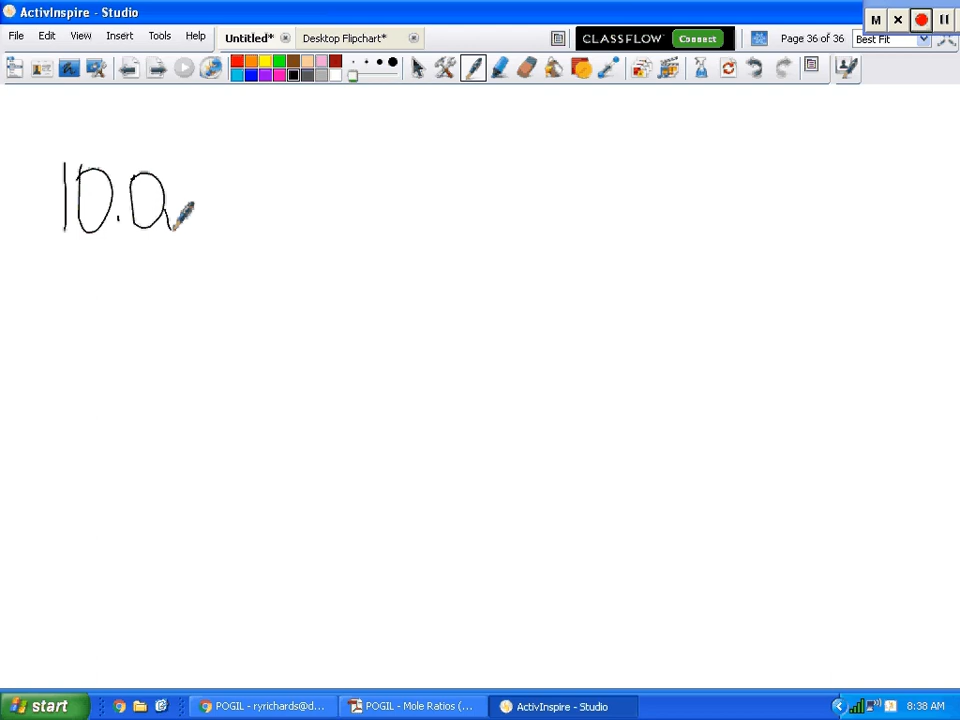 ActivInspire - Studio
M
File Edit View Insert Tools Help
Untitled*
Desktop Flipchart*
CLASSFLOW Connect
Page 36 of 36
Best Fit
10.a
start
POGIL - ryrichards@d...
POGIL - Mole Ratios (...
ActivInspire - Studio
8:38 AM